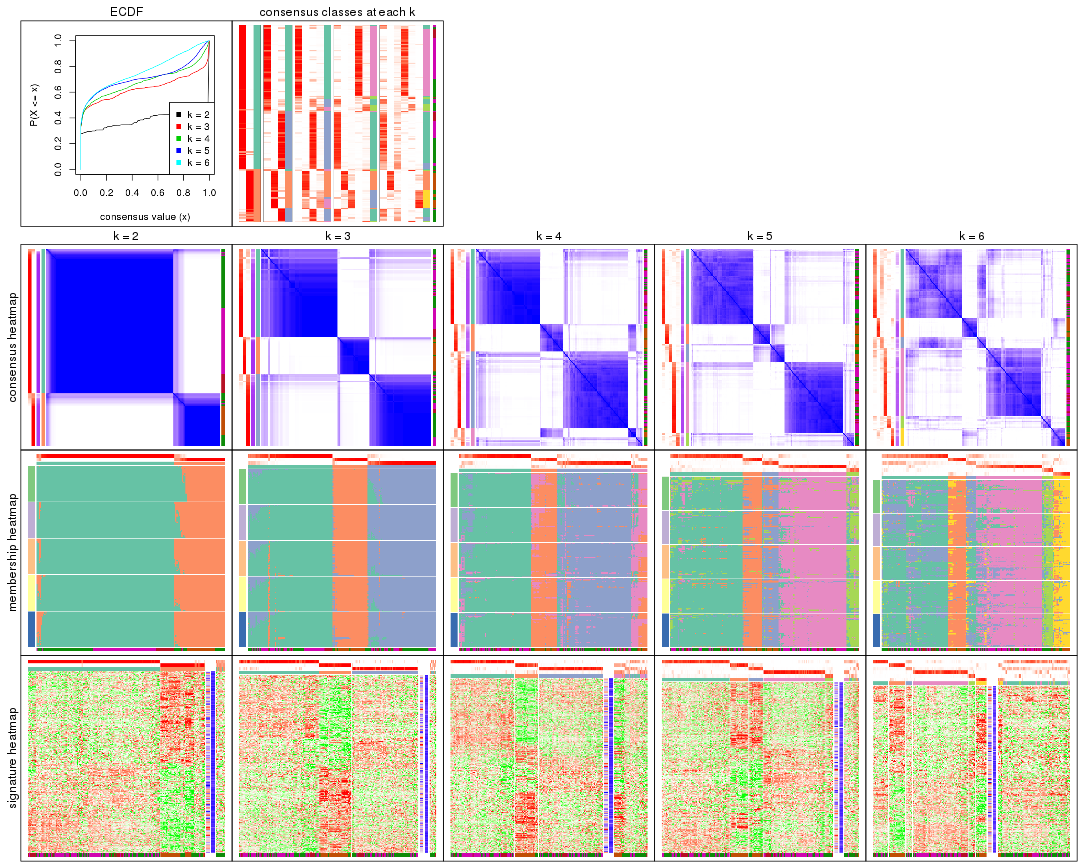 ECDF
consensus classes at each k
P(X <= x)
0.0 0.2 0.4 0.6 0.8 1.0
k = 2
k = 3
k = 4
k = 5
k = 6
0.0 0.2 0.4 0.6 0.8 1.0
consensus value (x)
k = 2
k = 3
k = 4
k = 5
k = 6
consensus heatmap
membership heatmap
signature heatmap